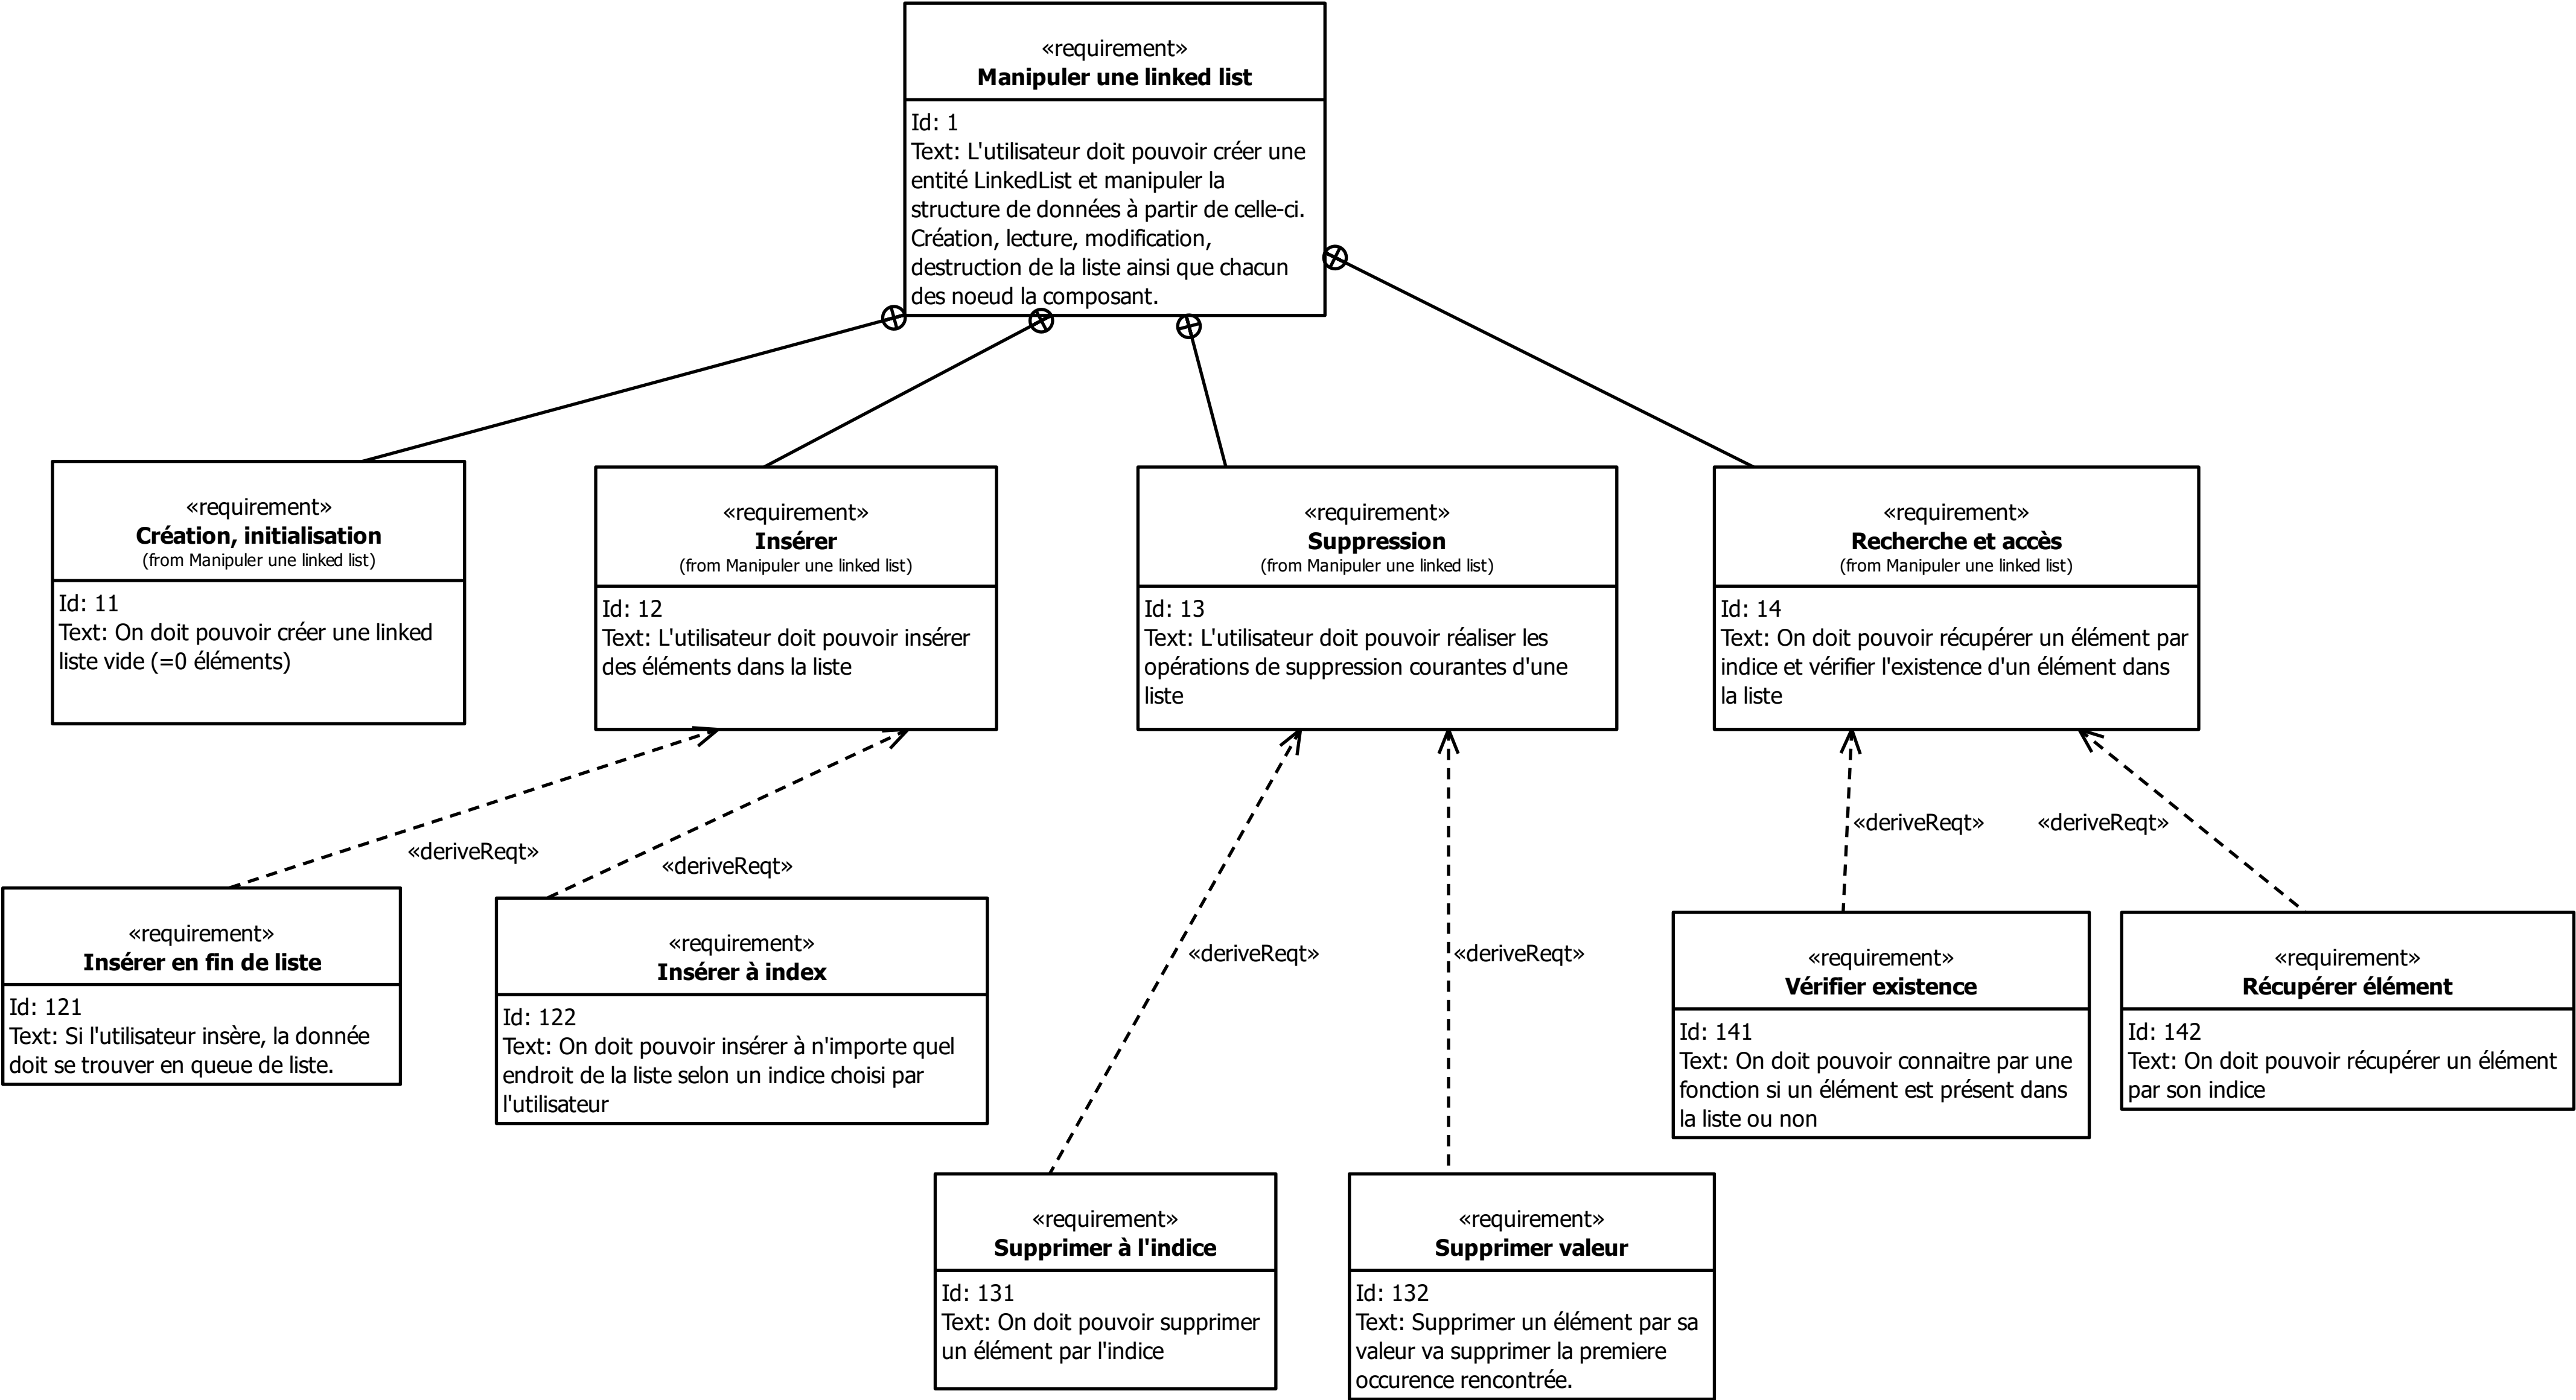 «requirement»
Manipuler une linked list
Id: 1
Text: L'utilisateur doit pouvoir créer une
entité LinkedList et manipuler la
structure de données à partir de celle-ci.
Création, lecture, modification,
destruction de la liste ainsi que chacun
des noeud la composant.
«requirement»
Création, initialisation
(from Manipuler une linked list)
Id: 11
Text: On doit pouvoir créer une linked
liste vide (=0 éléments)
«requirement»
Insérer
(from Manipuler une linked list)
Id: 12
Text: L'utilisateur doit pouvoir insérer
des éléments dans la liste
«requirement»
Suppression
(from Manipuler une linked list)
Id: 13
Text: L'utilisateur doit pouvoir réaliser les
opérations de suppression courantes d'une
liste
«requirement»
Recherche et accès
(from Manipuler une linked list)
Id: 14
Text: On doit pouvoir récupérer un élément par
indice et vérifier l'existence d'un élément dans
la liste
«deriveReqt»
«deriveReqt»
«deriveReqt»
«deriveReqt»
«deriveReqt»
«deriveReqt»
«requirement»
Insérer en fin de liste
Id: 121
Text: Si l'utilisateur insère, la donnée
doit se trouver en queue de liste.
«requirement»
Insérer à index
Id: 122
Text: On doit pouvoir insérer à n'importe quel
endroit de la liste selon un indice choisi par
l'utilisateur
«requirement»
Vérifier existence
Id: 141
Text: On doit pouvoir connaitre par une
fonction si un élément est présent dans
la liste ou non
«requirement»
Récupérer élément
Id: 142
Text: On doit pouvoir récupérer un élément
par son indice
«requirement»
Supprimer à l'indice
Id: 131
Text: On doit pouvoir supprimer
un élément par l'indice
«requirement»
Supprimer valeur
Id: 132
Text: Supprimer un élément par sa
valeur va supprimer la premiere
occurence rencontrée.